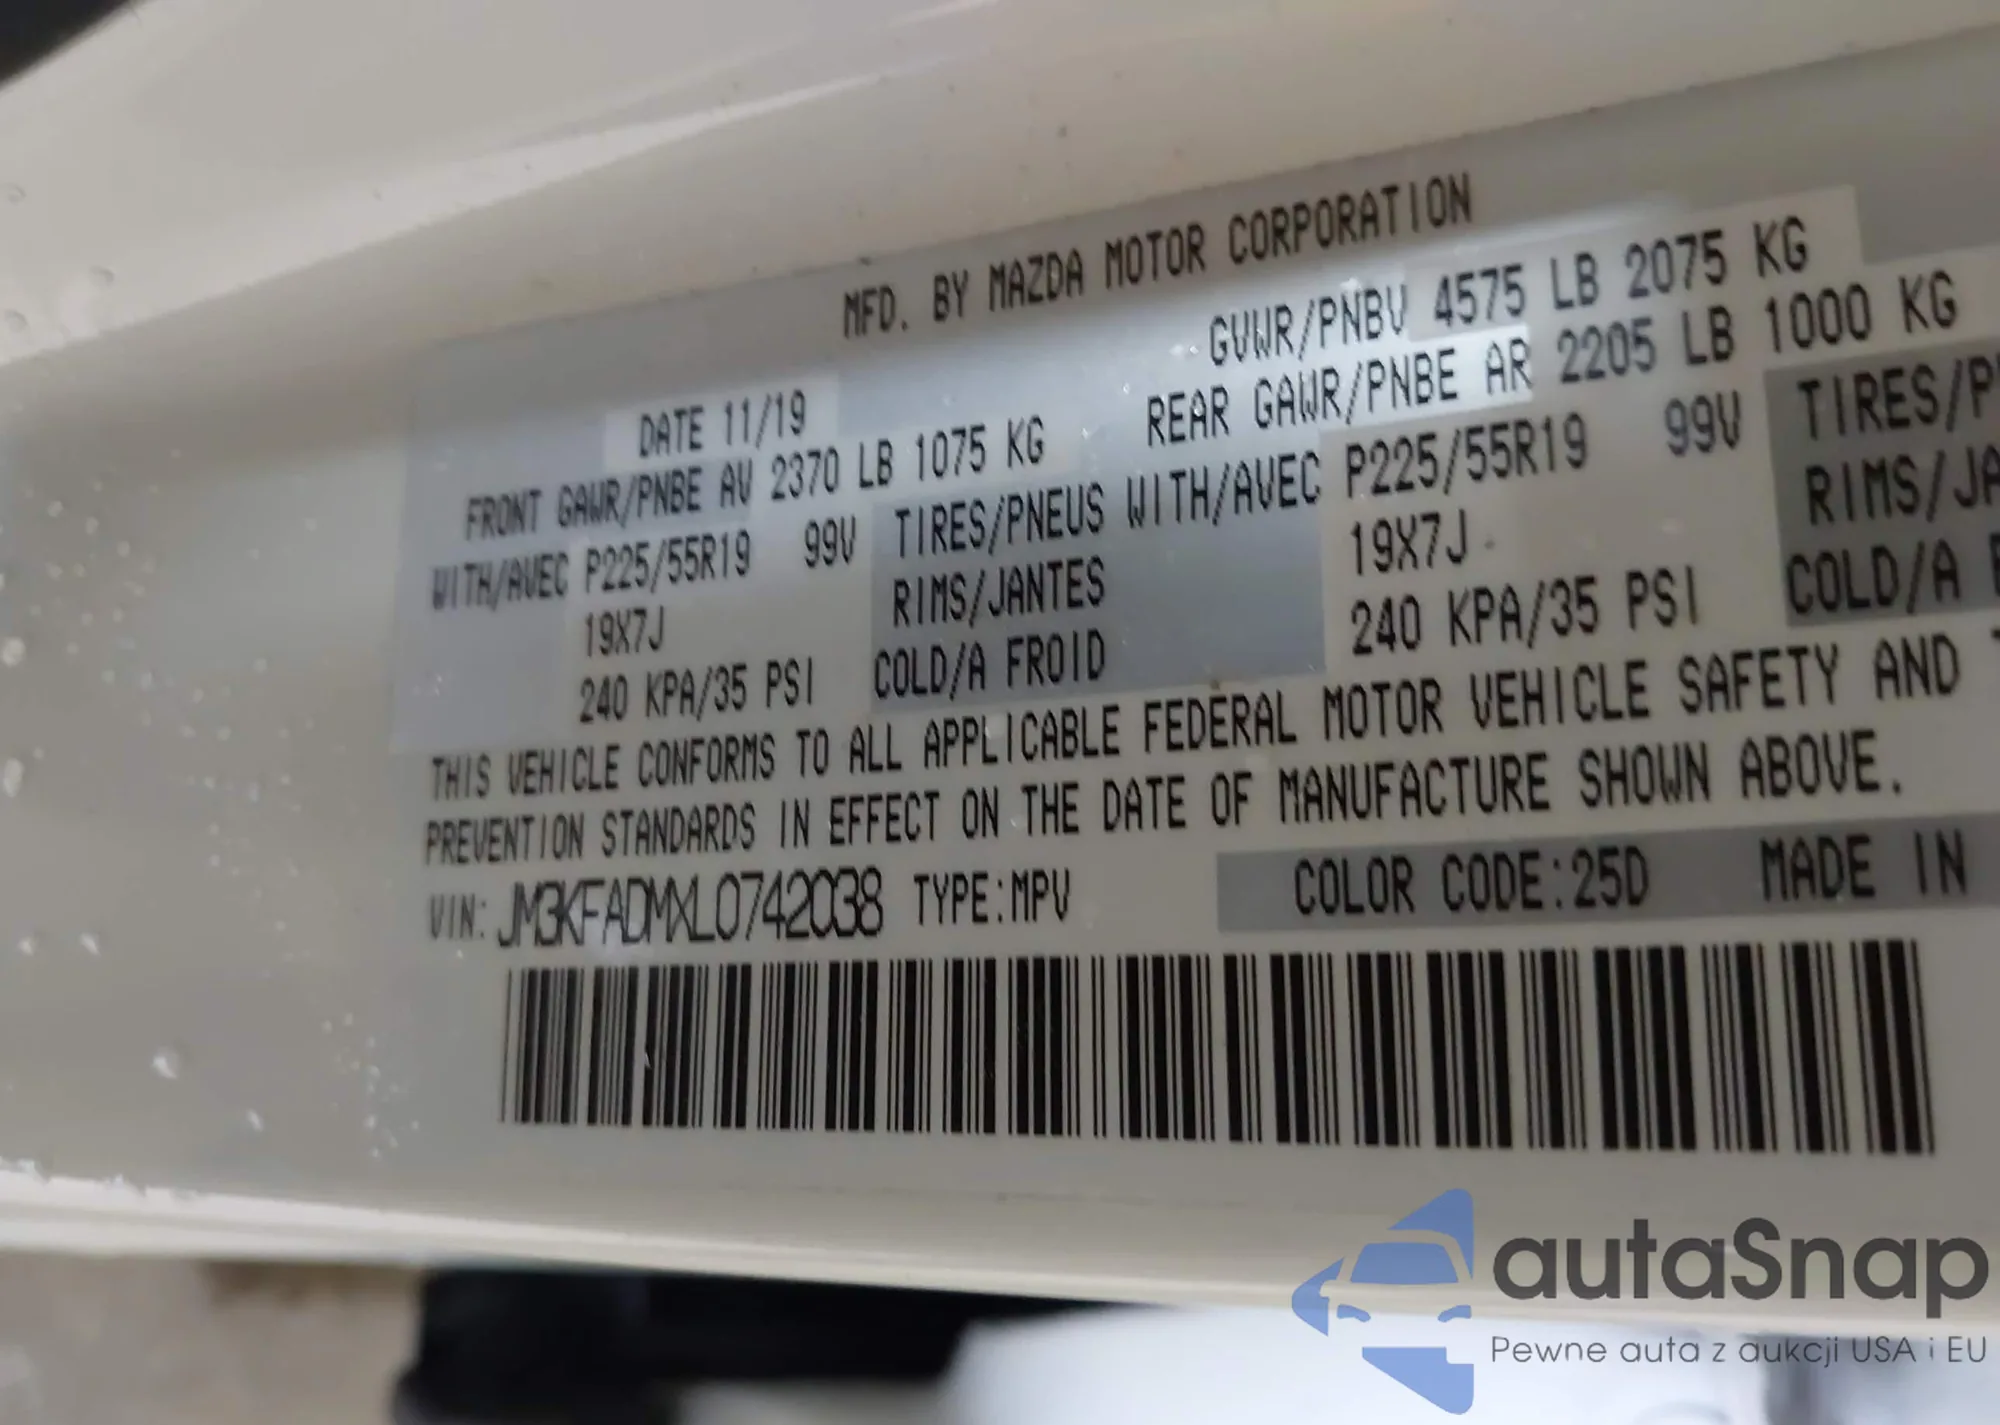 MFD. BY MAZDA MOTOR CORPORATION
DATE 11/19 GVWR/PNBV 4575 LB 2075 KG
FRONT GAWR/PNBE AV 2370 LB 1075 KG REAR GAWR/PNBE AR 2205 LB 1000 KG
WITH/AVEC P225/55R19 99V TIRES/PNEUS WITH/AVEC P225/55R19 99V TIRES/P
19X7J RIMS/JANTES 19X7J RIMS/JA
240 KPA/35 PSI COLD/A FROID 240 KPA/35 PSI COLD/A
THIS VEHICLE CONFORMS TO ALL APPLICABLE FEDERAL MOTOR VEHICLE SAFETY AND
PREVENTION STANDARDS IN EFFECT ON THE DATE OF MANUFACTURE SHOWN ABOVE.
VIN: JM3KFADMXL0742038 TYPE:MPV COLOR CODE:25D MADE IN
autaSnap
Pewne auta z aukcji USA i EU